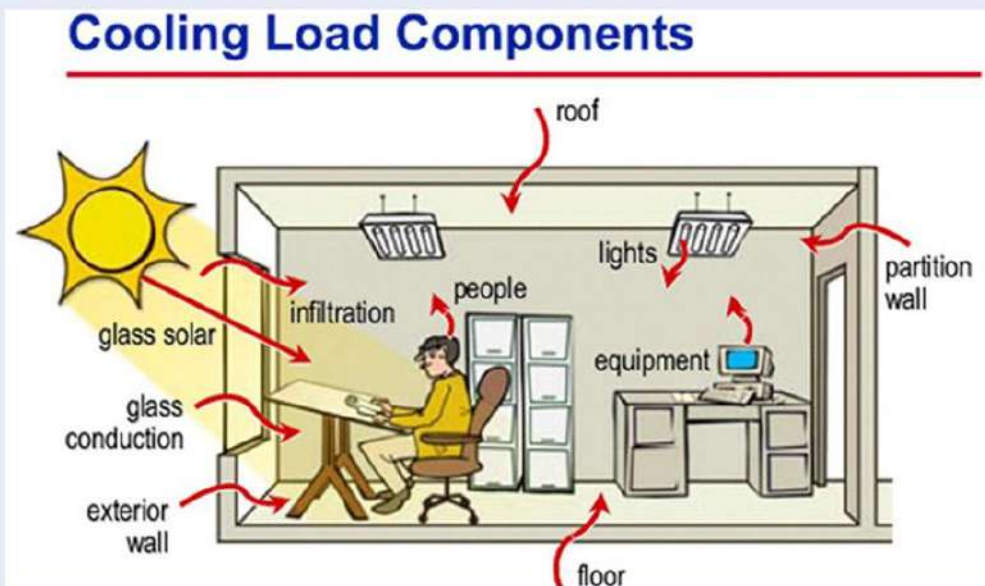 Cooling Load Components
roof
lights
partition
wall
infiltration
people
glass solar
equipment
glass
conduction
exterior
wall
floor